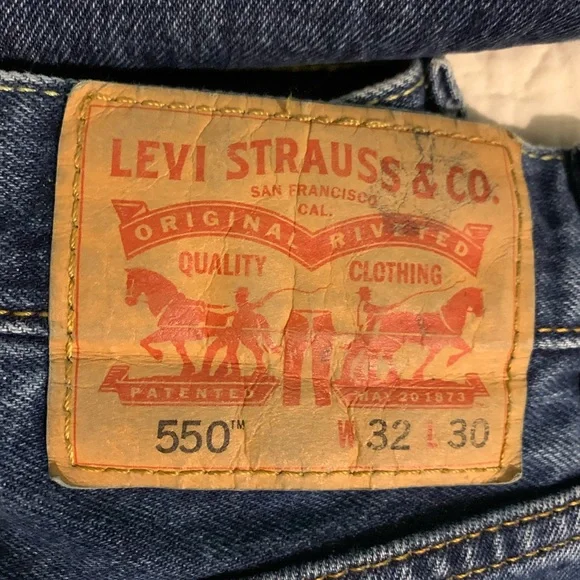 LEVI STRAUSS & CO.
SAN FRANCISCO
CAL.
ORIGINAL RIVETED
QUALITY CLOTHING
PATENTED MAY 20 1873
550™ W 32 L 30